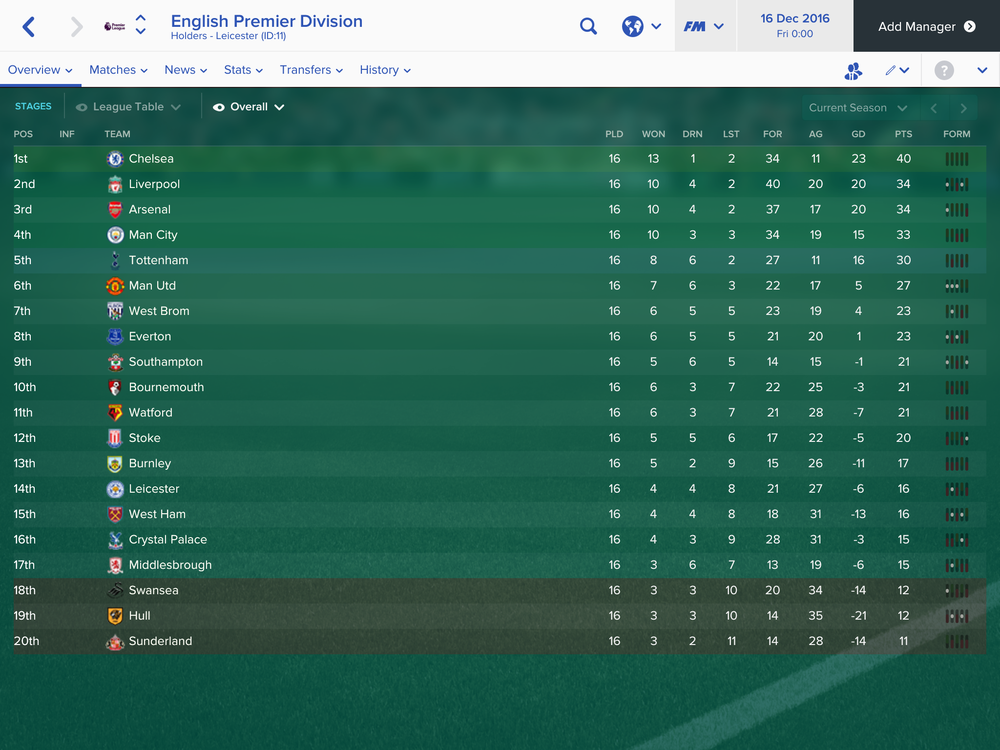 Premier League
English Premier Division
Holders - Leicester (ID:11)
FM
16 Dec 2016
Fri 0:00
Add Manager
Overview Matches News Stats Transfers History
?
STAGES League Table Overall Current Season
POS INF TEAM PLD WON DRN LST FOR AG GD PTS FORM
1st Chelsea 16 13 1 2 34 11 23 40
2nd Liverpool 16 10 4 2 40 20 20 34
3rd Arsenal 16 10 4 2 37 17 20 34
4th Man City 16 10 3 3 34 19 15 33
5th Tottenham 16 8 6 2 27 11 16 30
6th Man Utd 16 7 6 3 22 17 5 27
7th West Brom 16 6 5 5 23 19 4 23
8th Everton 16 6 5 5 21 20 1 23
9th Southampton 16 5 6 5 14 15 -1 21
10th Bournemouth 16 6 3 7 22 25 -3 21
11th Watford 16 6 3 7 21 28 -7 21
12th Stoke 16 5 5 6 17 22 -5 20
13th Burnley 16 5 2 9 15 26 -11 17
14th Leicester 16 4 4 8 21 27 -6 16
15th West Ham 16 4 4 8 18 31 -13 16
16th Crystal Palace 16 4 3 9 28 31 -3 15
17th Middlesbrough 16 3 6 7 13 19 -6 15
18th Swansea 16 3 3 10 20 34 -14 12
19th Hull 16 3 3 10 14 35 -21 12
20th Sunderland 16 3 2 11 14 28 -14 11